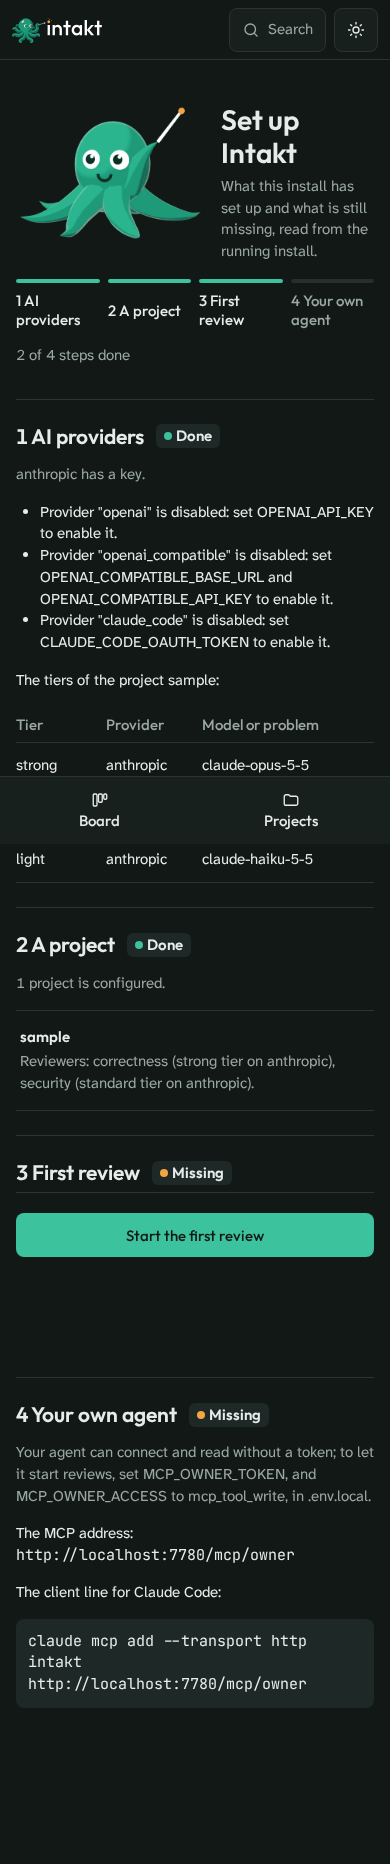 intakt
Search
Set up
Intakt
What this install has
set up and what is still
missing, read from the
running install.
1 AI
providers
2 A project
3 First
review
4 Your own
agent
2 of 4 steps done
1 AI providers
Done
anthropic has a key.
Provider "openai" is disabled: set OPENAI_API_KEY
to enable it.
Provider "openai_compatible" is disabled: set
OPENAI_COMPATIBLE_BASE_URL and
OPENAI_COMPATIBLE_API_KEY to enable it.
Provider "claude_code" is disabled: set
CLAUDE_CODE_OAUTH_TOKEN to enable it.
The tiers of the project sample:
Tier Provider Model or problem
strong anthropic claude-opus-5-5
Board Projects
light anthropic claude-haiku-5-5
2 A project
Done
1 project is configured.
sample
Reviewers: correctness (strong tier on anthropic),
security (standard tier on anthropic).
3 First review
Missing
Start the first review
4 Your own agent
Missing
Your agent can connect and read without a token; to let
it start reviews, set MCP_OWNER_TOKEN, and
MCP_OWNER_ACCESS to mcp_tool_write, in .env.local.
The MCP address:
http://localhost:7780/mcp/owner
The client line for Claude Code:
claude mcp add --transport http
intakt
http://localhost:7780/mcp/owner